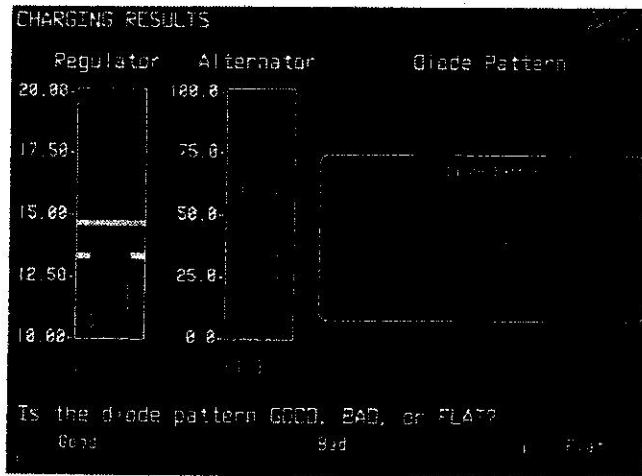 CHARGING RESULTS
Regulator Alternator Diode Pattern
20.00 100.0
17.50 75.0
15.00 50.0
12.50 25.0
10.00 0.0
Is the diode pattern GOOD, BAD, or FLAT?
Good Bad Flat